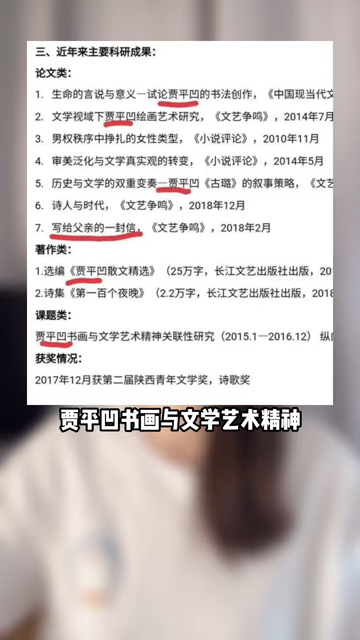 三、近年来主要科研成果：
论文类：
1. 生命的言说与意义—试论贾平凹的书法创作，《中国现当代文
2. 文学视域下贾平凹绘画艺术研究，《文艺争鸣》，2014年7月
3. 男权秩序中挣扎的女性类型，《小说评论》，2010年11月
4. 审美泛化与文学真实观的转变，《小说评论》，2014年5月
5. 历史与文学的双重变奏—贾平凹《古璐》的叙事策略，《文艺
6. 诗人与时代，《文艺争鸣》，2018年12月
7. 写给父亲的一封信，《文艺争鸣》，2018年2月
著作类：
1.选编《贾平凹散文精选》（25万字，长江文艺出版社出版，201
2.诗集《第一百个夜晚》（2.2万字，长江文艺出版社出版，2018
课题类：
贾平凹书画与文学艺术精神关联性研究（2015.1—2016.12） 纵向
获奖情况：
2017年12月获第二届陕西青年文学奖，诗歌奖
贾平凹书画与文学艺术精神